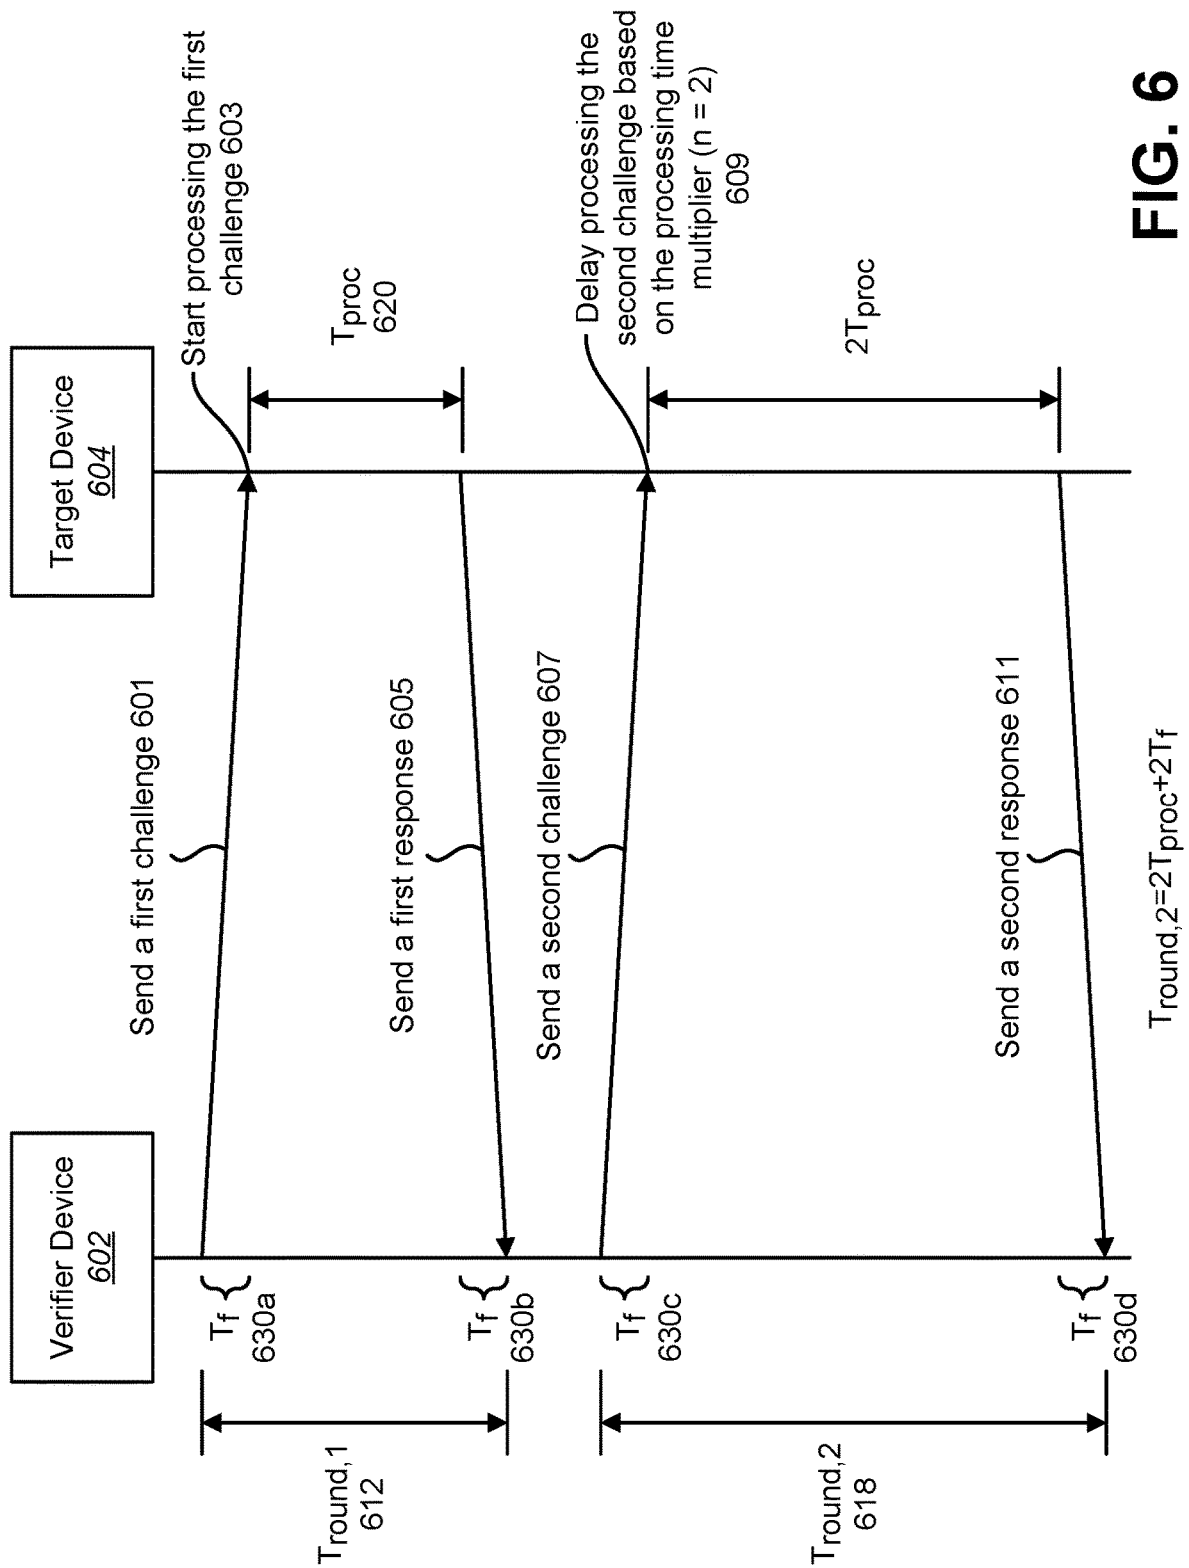 Verifier Device
602
Target Device
604
Send a first challenge 601
Start processing the first
challenge 603
Tf
630a
Tproc
620
Tround,1
612
Send a first response 605
Tf
630b
Send a second challenge 607
Delay processing the
second challenge based
on the processing time
multiplier (n = 2)
609
Tf
630c
2Tproc
Tround,2
618
Send a second response 611
Tf
630d
Tround,2=2Tproc+2Tf
FIG. 6